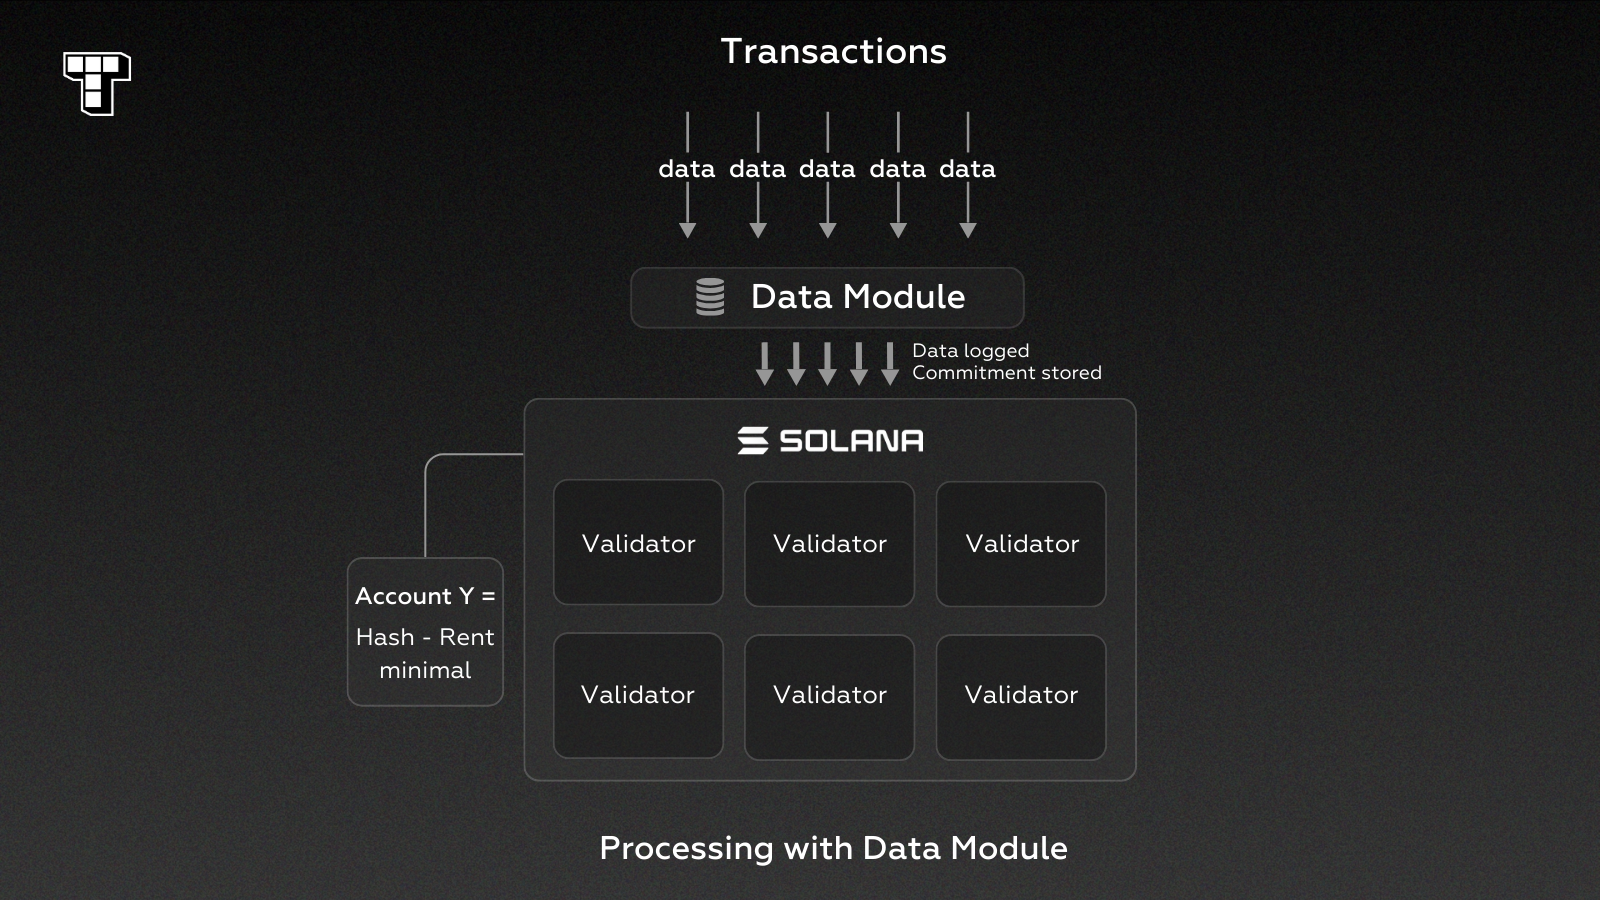 Transactions
data data data data data
Data Module
Data logged
Commitment stored
SOLANA
Validator Validator Validator
Account Y =
Hash - Rent
minimal
Validator Validator Validator
Processing with Data Module